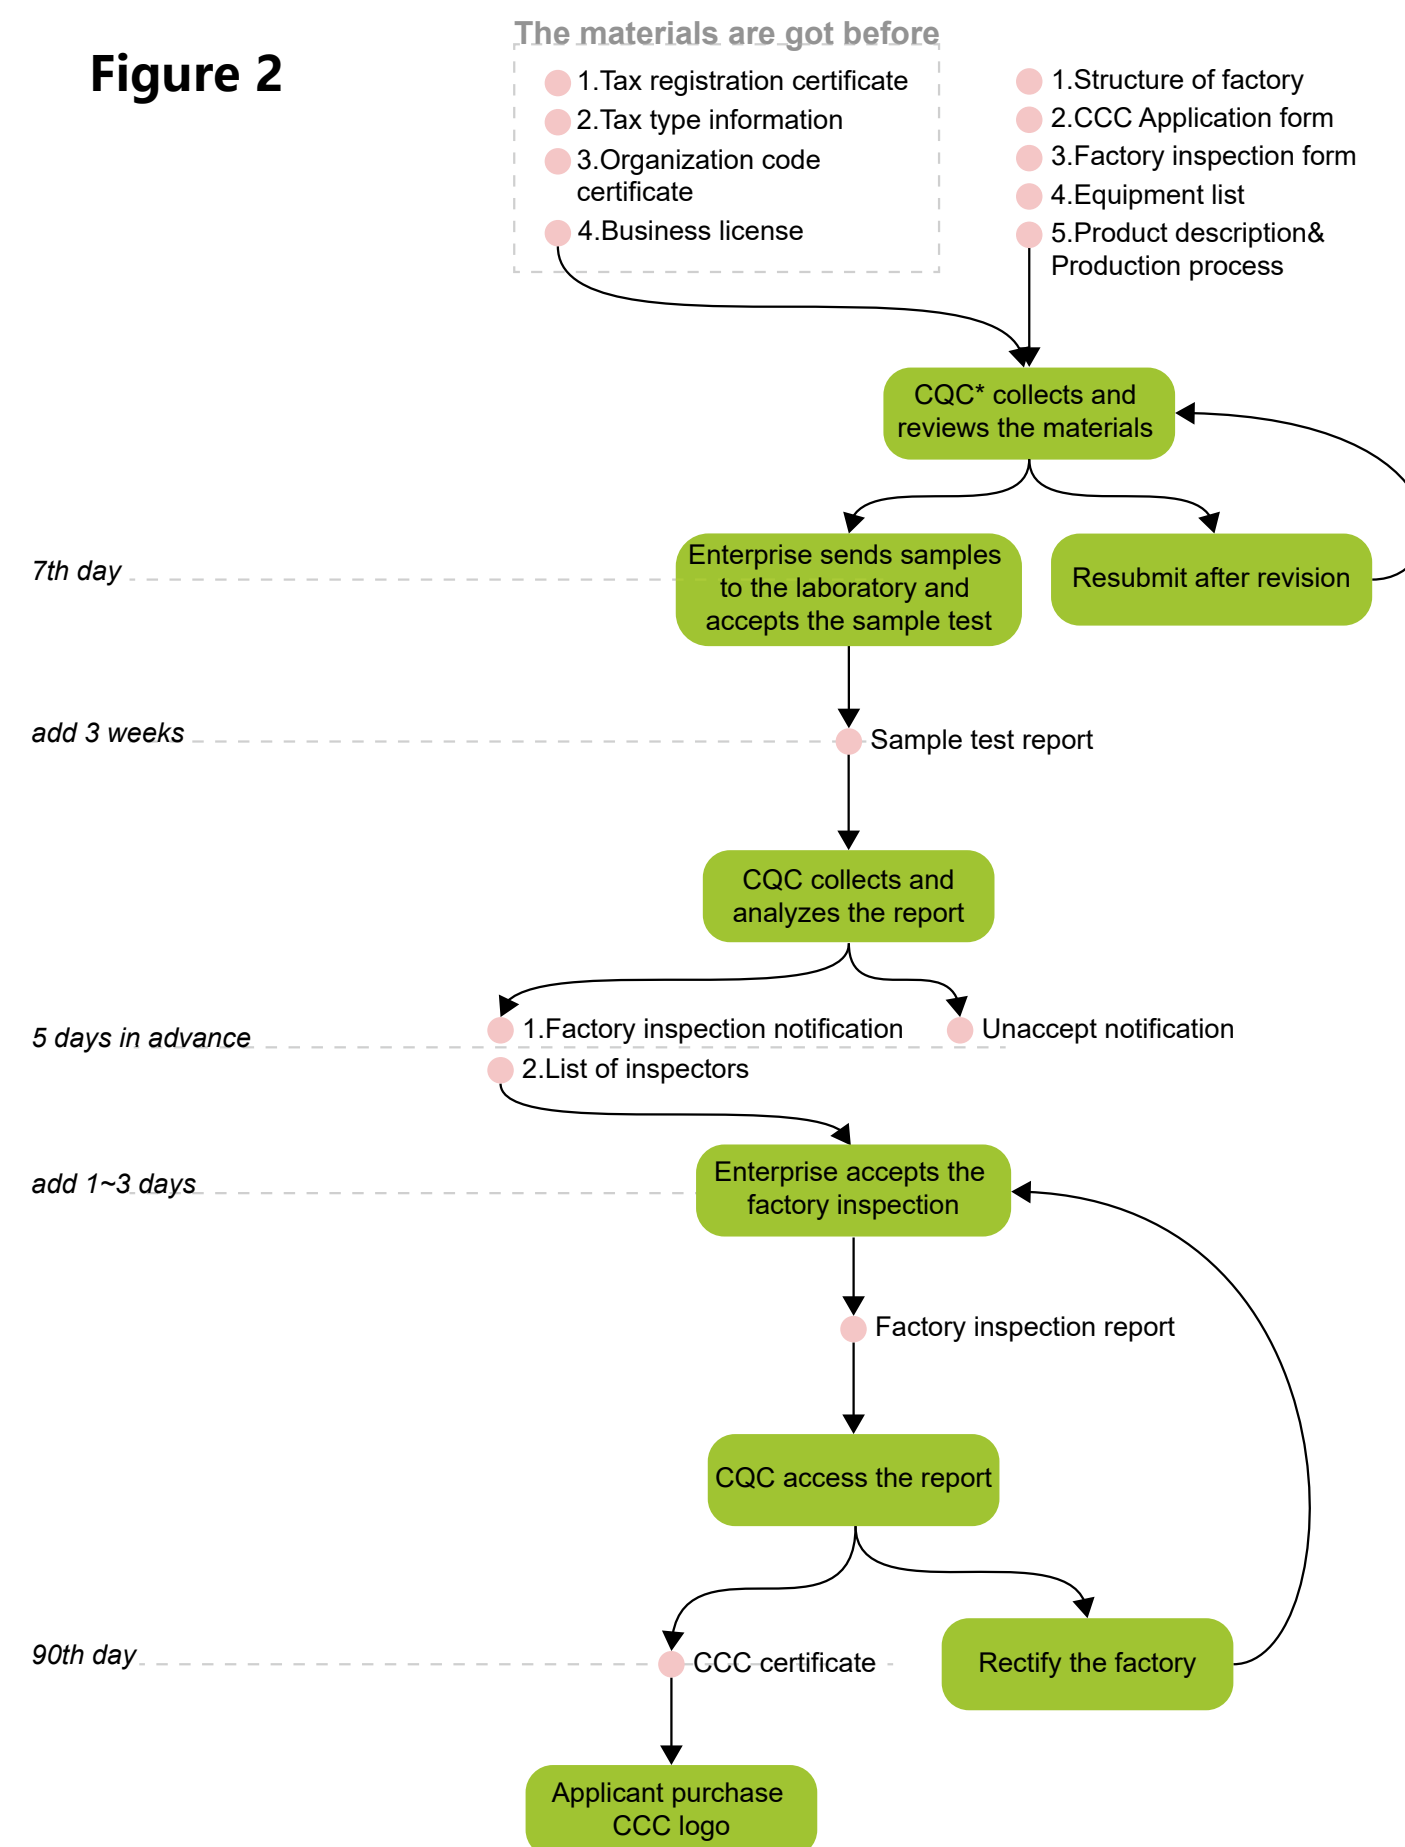 The materials are got before
Figure 2
1.Tax registration certificate
2.Tax type information
3.Organization code
certificate
4.Business license
1.Structure of factory
2.CCC Application form
3.Factory inspection form
4.Equipment list
5.Product description&
Production process
CQC* collects and
reviews the materials
7th day
Enterprise sends samples
to the laboratory and
accepts the sample test
Resubmit after revision
add 3 weeks
Sample test report
CQC collects and
analyzes the report
5 days in advance
1.Factory inspection notification
2.List of inspectors
Unaccept notification
add 1~3 days
Enterprise accepts the
factory inspection
Factory inspection report
CQC access the report
90th day
CCC certificate
Rectify the factory
Applicant purchase
CCC logo